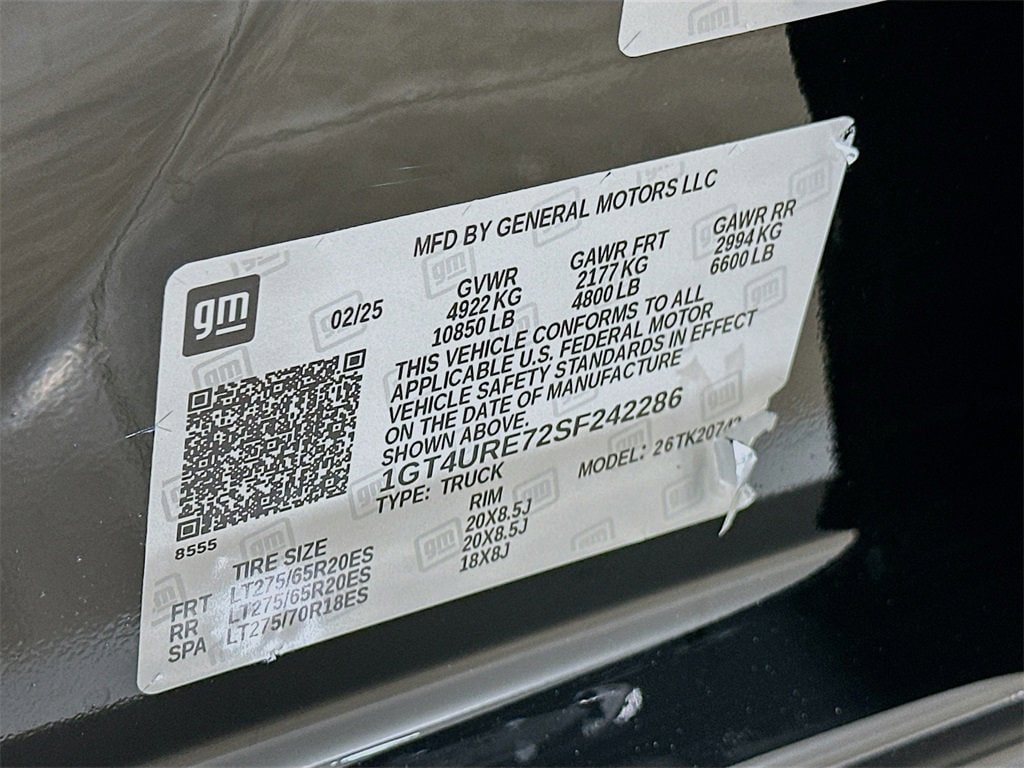 MFD BY GENERAL MOTORS LLC
gm
02/25
GVWR GAWR FRT GAWR RR
4922 KG 2177 KG 2994 KG
10850 LB 4800 LB 6600 LB
THIS VEHICLE CONFORMS TO ALL
APPLICABLE U.S. FEDERAL MOTOR
VEHICLE SAFETY STANDARDS IN EFFECT
ON THE DATE OF MANUFACTURE
SHOWN ABOVE.
1GT4URE72SF242286
TYPE: TRUCK MODEL:
8555
TIRE SIZE RIM
FRT LT275/65R20ES 20X8.5J
RR LT275/65R20ES 20X8.5J
SPA LT275/70R18ES 18X8J